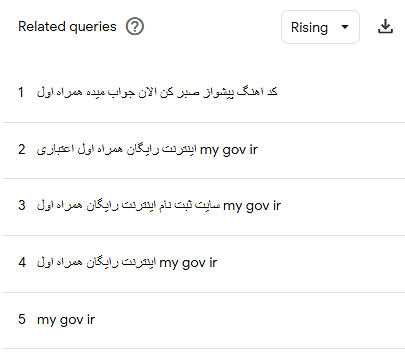 Related queries
Rising
1 کد اهنگ پیشواز صبر کن الان جواب میده همراه اول
2 اینترنت رایگان همراه اول اعتباری my gov ir
3 سایت ثبت نام اینترنت رایگان همراه اول my gov ir
4 اینترنت رایگان همراه اول my gov ir
5 my gov ir